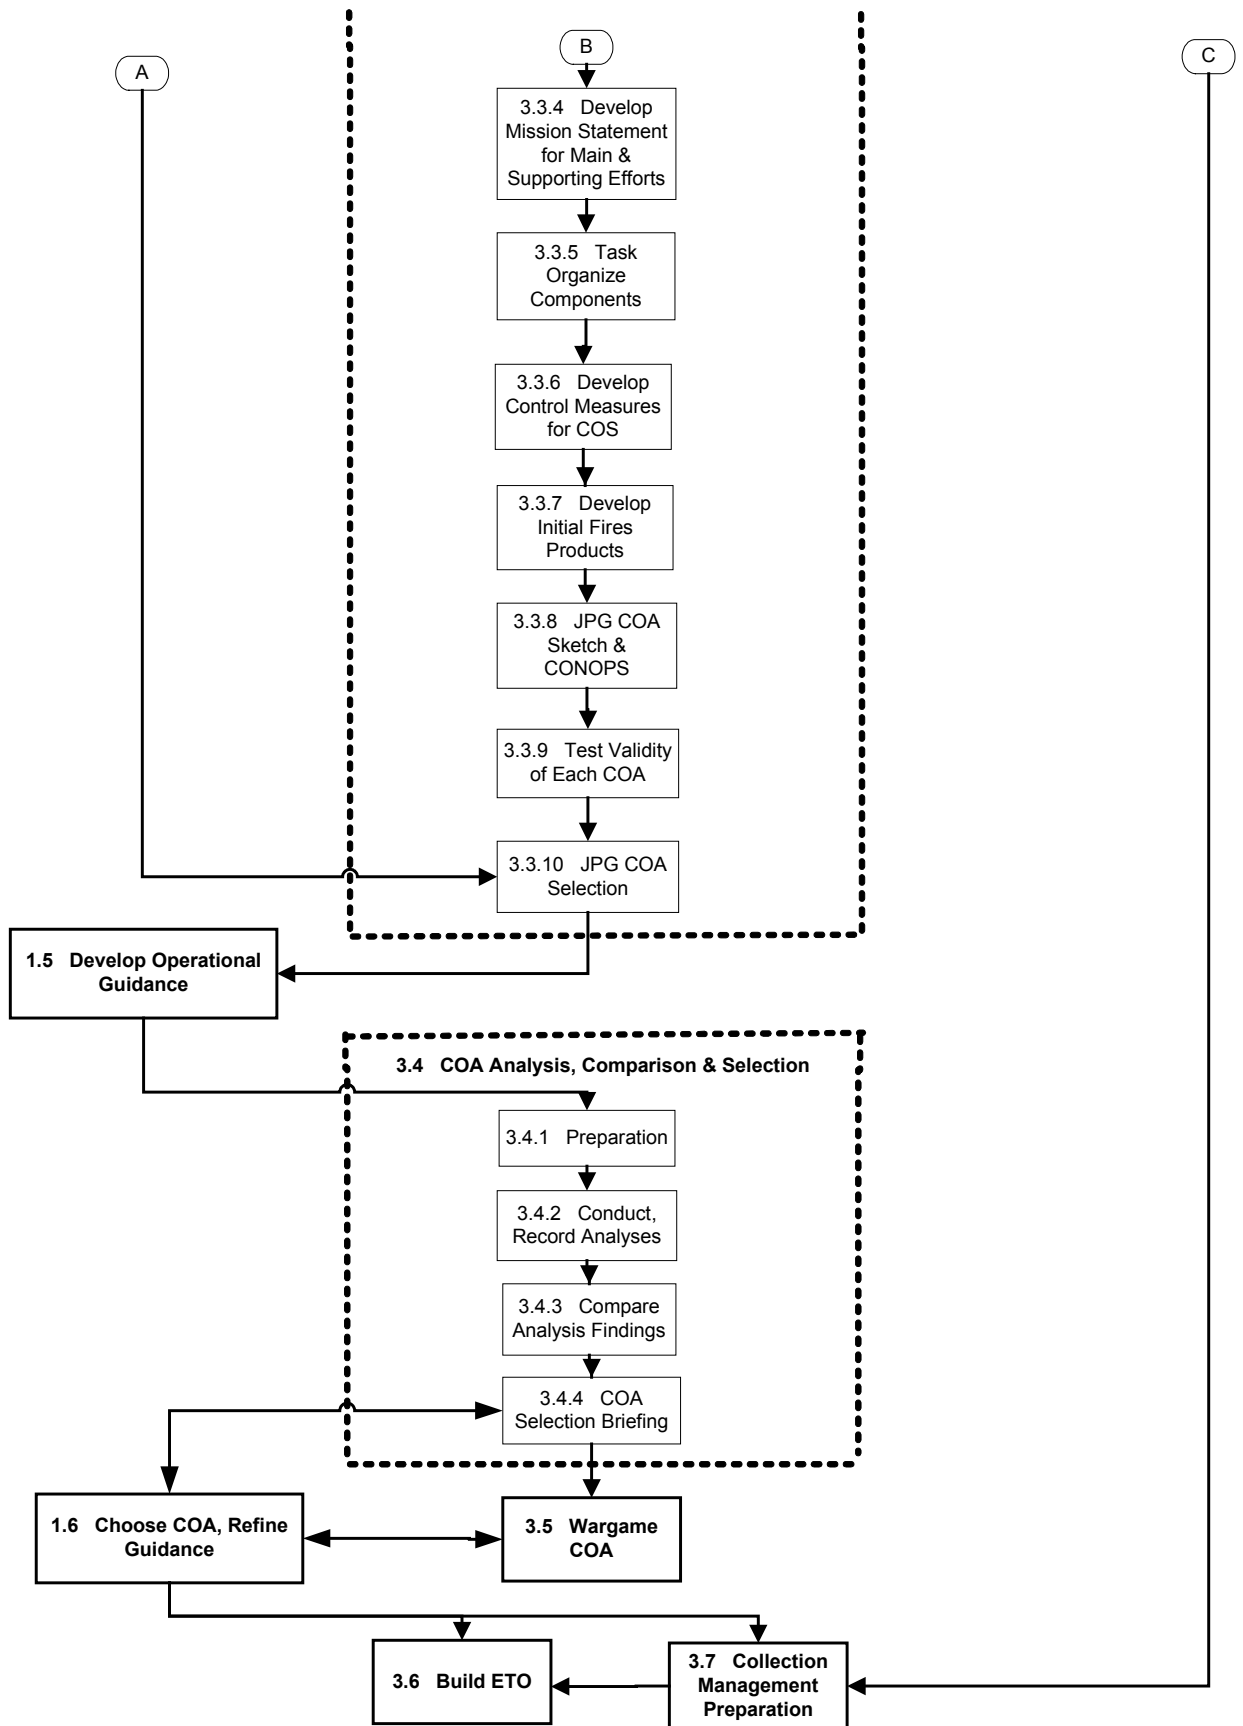 A
B
C
3.3.4 Develop
Mission Statement
for Main &
Supporting Efforts
3.3.5 Task
Organize
Components
3.3.6 Develop
Control Measures
for COS
3.3.7 Develop
Initial Fires
Products
3.3.8 JPG COA
Sketch &
CONOPS
3.3.9 Test Validity
of Each COA
3.3.10 JPG COA
Selection
1.5 Develop Operational
Guidance
3.4 COA Analysis, Comparison & Selection
3.4.1 Preparation
3.4.2 Conduct,
Record Analyses
3.4.3 Compare
Analysis Findings
3.4.4 COA
Selection Briefing
1.6 Choose COA, Refine
Guidance
3.5 Wargame
COA
3.6 Build ETO
3.7 Collection
Management
Preparation